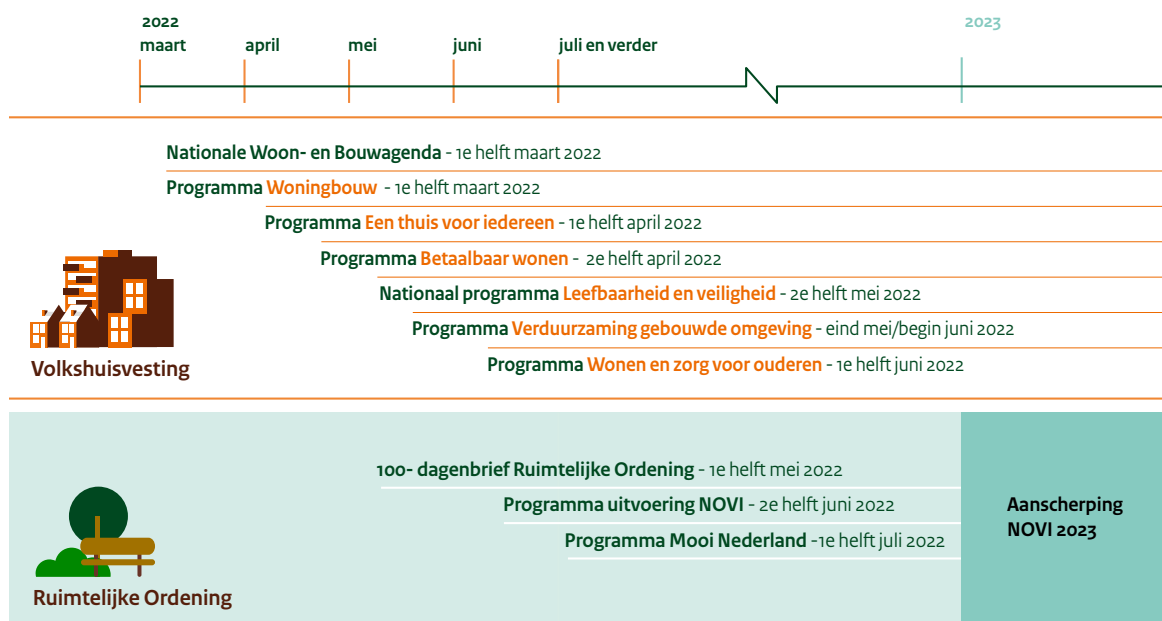 2022
2023
maart
april
mei
juni
juli en verder
Nationale Woon- en Bouwagenda - 1e helft maart 2022
Programma Woningbouw - 1e helft maart 2022
Programma Een thuis voor iedereen - 1e helft april 2022
Programma Betaalbaar wonen - 2e helft april 2022
Nationaal programma Leefbaarheid en veiligheid - 2e helft mei 2022
Programma Verduurzaming gebouwde omgeving - eind mei/begin juni 2022
Programma Wonen en zorg voor ouderen - 1e helft juni 2022
Volkshuisvesting
100- dagenbrief Ruimtelijke Ordening - 1e helft mei 2022
Programma uitvoering NOVI - 2e helft juni 2022
Programma Mooi Nederland -1e helft juli 2022
Aanscherping
NOVI 2023
Ruimtelijke Ordening